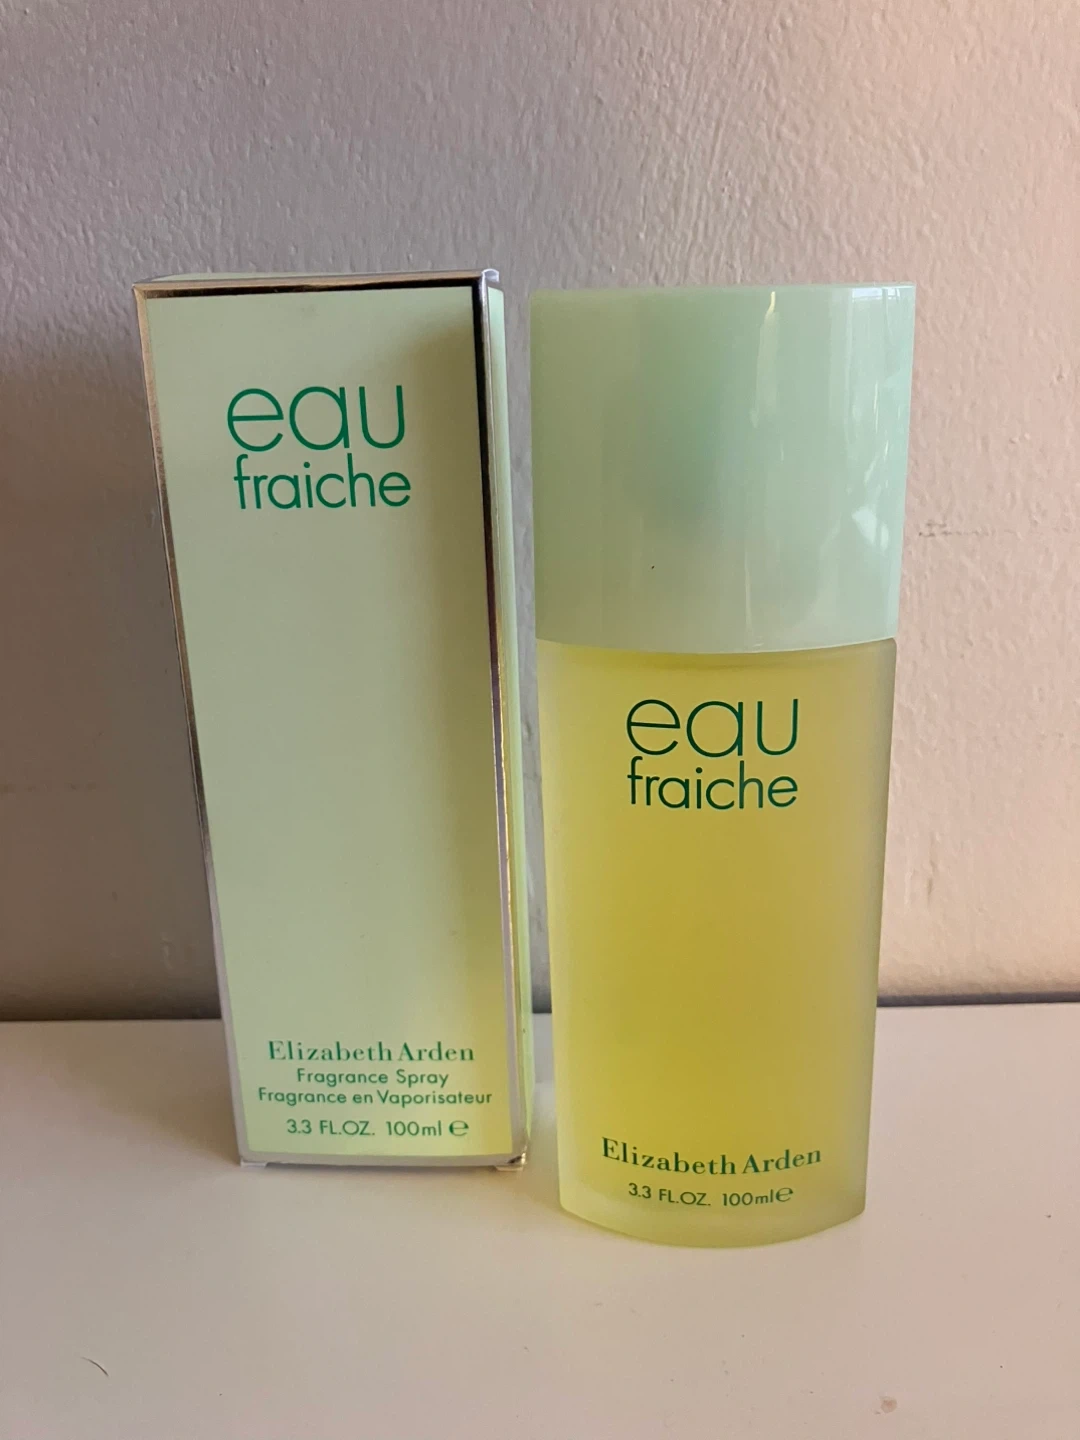 eau
fraiche
Elizabeth Arden
Fragrance Spray
Fragrance en Vaporisateur
3.3 FL.OZ. 100ml ℮
eau
fraiche
Elizabeth Arden
3.3 FL.OZ. 100ml℮